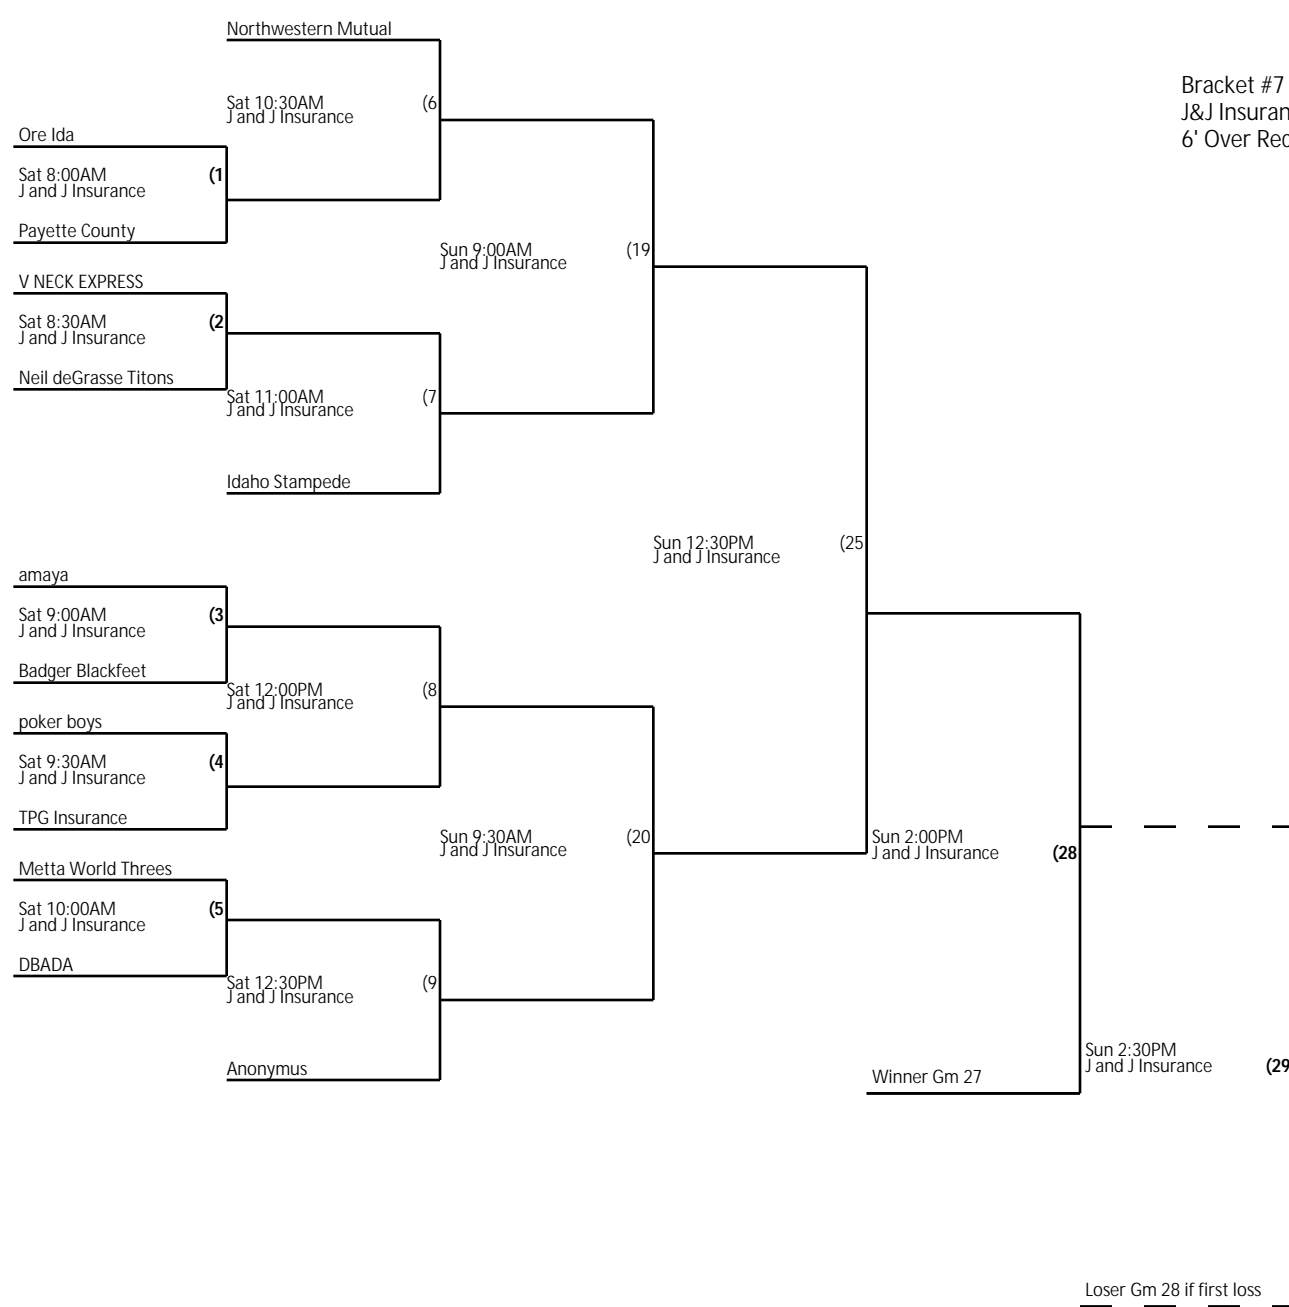 Northwestern Mutual
Bracket #7
J&J Insuran
6' Over Rec
Sat 10:30AM (6
J and J Insurance
Ore Ida
Sat 8:00AM (1
J and J Insurance
Payette County
Sun 9:00AM (19
J and J Insurance
V NECK EXPRESS
Sat 8:30AM (2
J and J Insurance
Neil deGrasse Titons
Sat 11:00AM (7
J and J Insurance
Idaho Stampede
Sun 12:30PM (25
J and J Insurance
amaya
Sat 9:00AM (3
J and J Insurance
Badger Blackfeet
Sat 12:00PM (8
J and J Insurance
poker boys
Sat 9:30AM (4
J and J Insurance
TPG Insurance
Sun 9:30AM (20
J and J Insurance
Sun 2:00PM
J and J Insurance (28
Metta World Threes
Sat 10:00AM (5
J and J Insurance
DBADA
Sat 12:30PM (9
J and J Insurance
Anonymus
Winner Gm 27
Sun 2:30PM
J and J Insurance (29
Loser Gm 28 if first loss